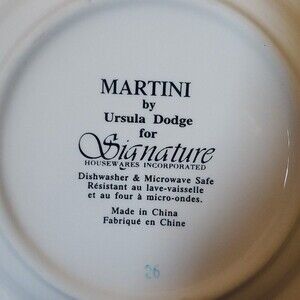 MARTINI
by
Ursula Dodge
for
Signature
HOUSEWARES INCORPORATED
Dishwasher & Microwave Safe
Résistant au lave-vaisselle
et au four à micro-ondes.
Made in China
Fabriqué en Chine
26